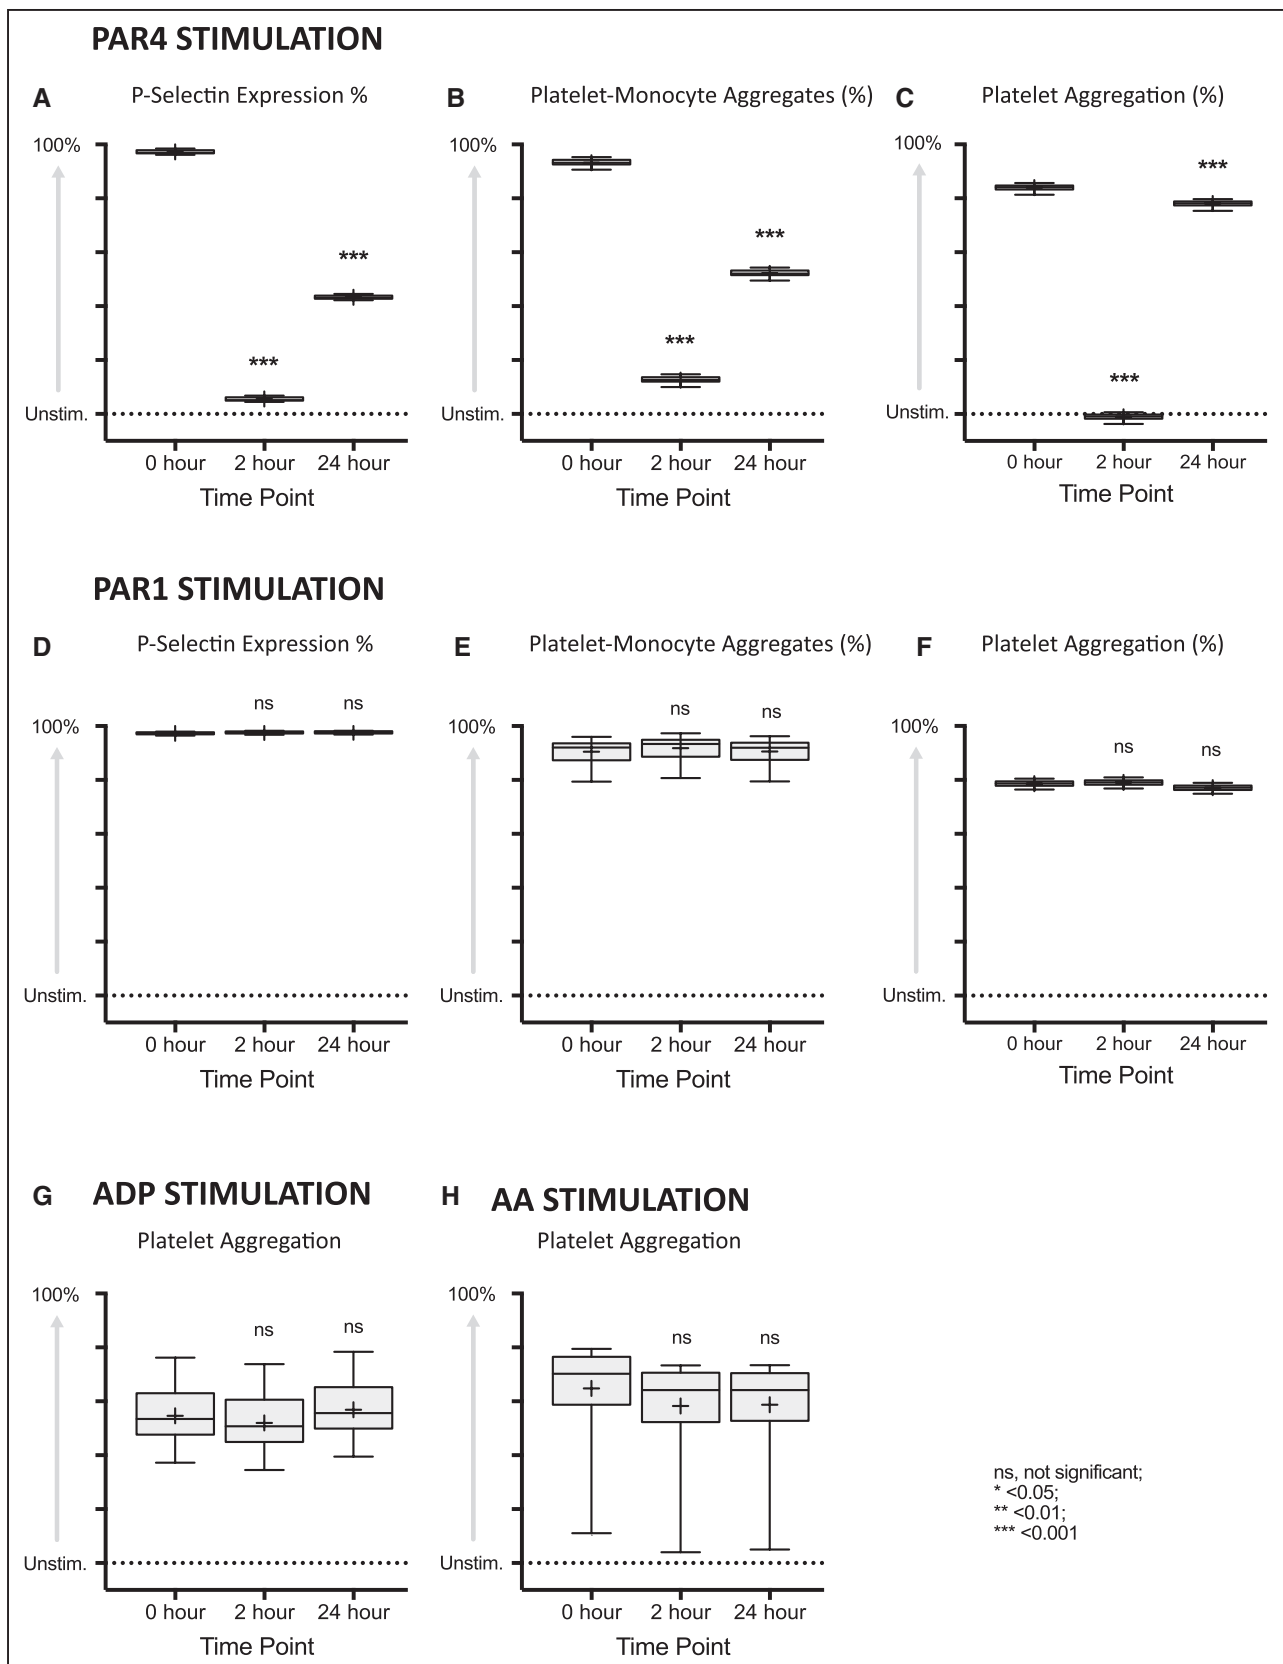 PAR4 STIMULATION
A P-Selectin Expression % B Platelet-Monocyte Aggregates (%) C Platelet Aggregation (%)
100% 100% 100%
***
*** ***
*** *** ***
Unstim. Unstim. Unstim.
0 hour 2 hour 24 hour 0 hour 2 hour 24 hour 0 hour 2 hour 24 hour
Time Point Time Point Time Point
PAR1 STIMULATION
D P-Selectin Expression % E Platelet-Monocyte Aggregates (%) F Platelet Aggregation (%)
ns ns ns ns
100% 100% 100%
ns ns
Unstim. Unstim. Unstim.
0 hour 2 hour 24 hour 0 hour 2 hour 24 hour 0 hour 2 hour 24 hour
Time Point Time Point Time Point
G ADP STIMULATION H AA STIMULATION
Platelet Aggregation Platelet Aggregation
100% 100%
ns ns ns ns
Unstim. Unstim.
0 hour 2 hour 24 hour 0 hour 2 hour 24 hour
Time Point Time Point
ns, not significant;
* <0.05;
** <0.01;
*** <0.001